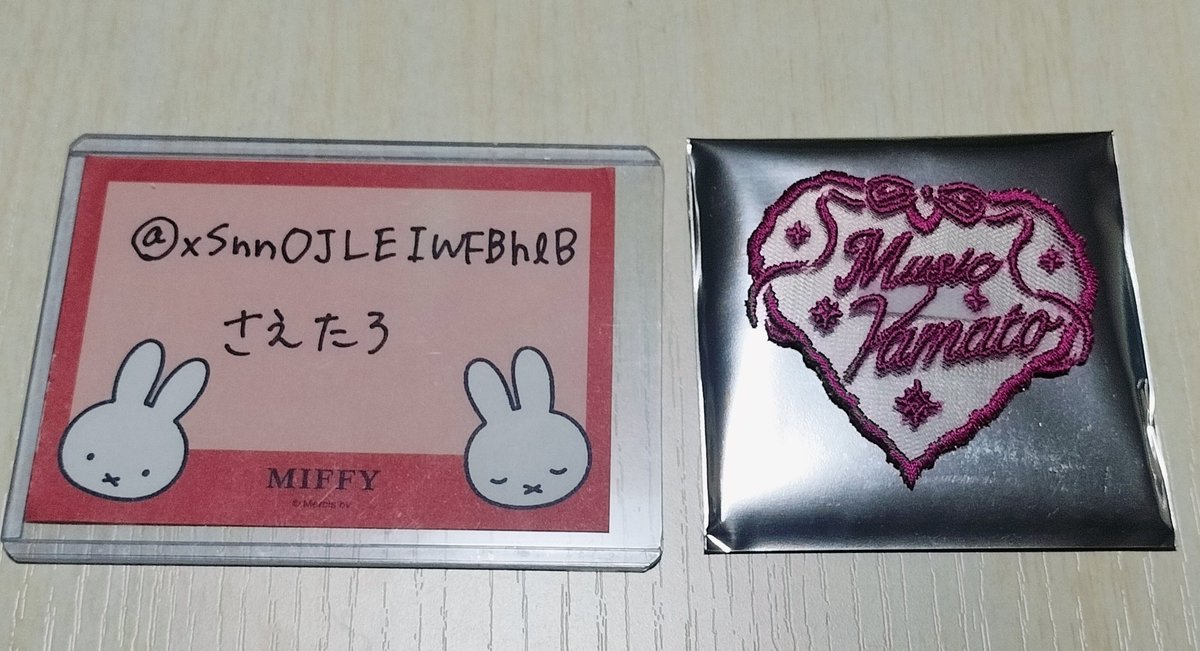 @xSnnOJLEIWFBhlB
さえたろ
MIFFY
© Mercis bv
Music
Yamato